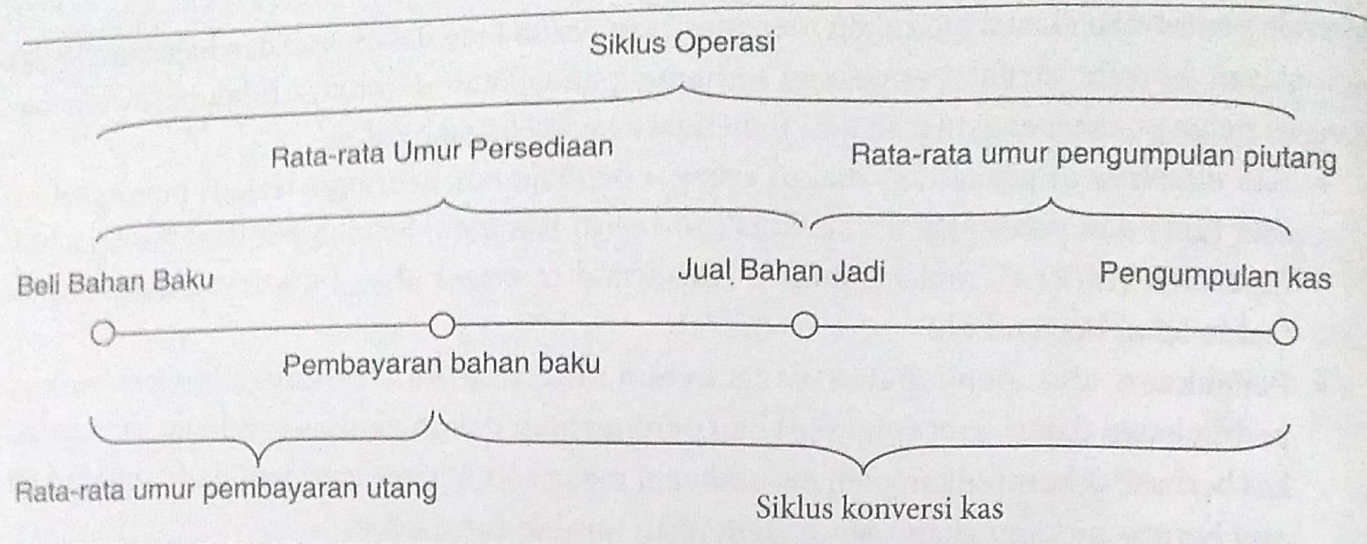 Siklus Operasi
Rata-rata Umur Persediaan
Rata-rata umur pengumpulan piutang
Beli Bahan Baku
Jual Bahan Jadi
Pengumpulan kas
Pembayaran bahan baku
Rata-rata umur pembayaran utang
Siklus konversi kas